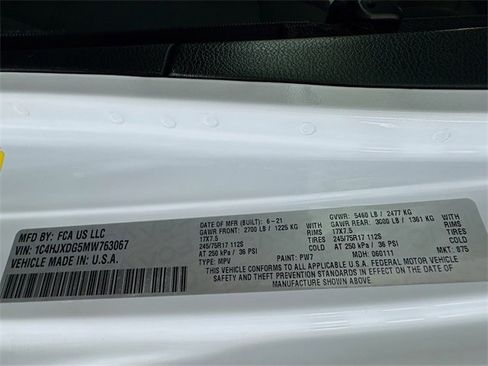 MFD BY: FCA US LLC
VIN: 1C4HJXDG5MW763067
VEHICLE MADE IN: U.S.A.
DATE OF MFR (BUILT): 6-21
GAWR FRONT: 2700 LB / 1225 KG WITH
17X7.5 RIMS
245/75R17 112S TIRES
AT 250 kPa / 36 PSI COLD
TYPE: MPV PAINT: PW7
GVWR: 5460 LB / 2477 KG
GAWR REAR: 3000 LB / 1361 KG WITH
17X7.5 RIMS
245/75R17 112S TIRES
AT 250 kPa / 36 PSI COLD
MDH: 060111 MKT: 875
THIS VEHICLE CONFORMS TO ALL APPLICABLE U.S.A. FEDERAL MOTOR VEHICLE
SAFETY AND THEFT PREVENTION STANDARDS IN EFFECT ON THE DATE OF
MANUFACTURE SHOWN ABOVE.